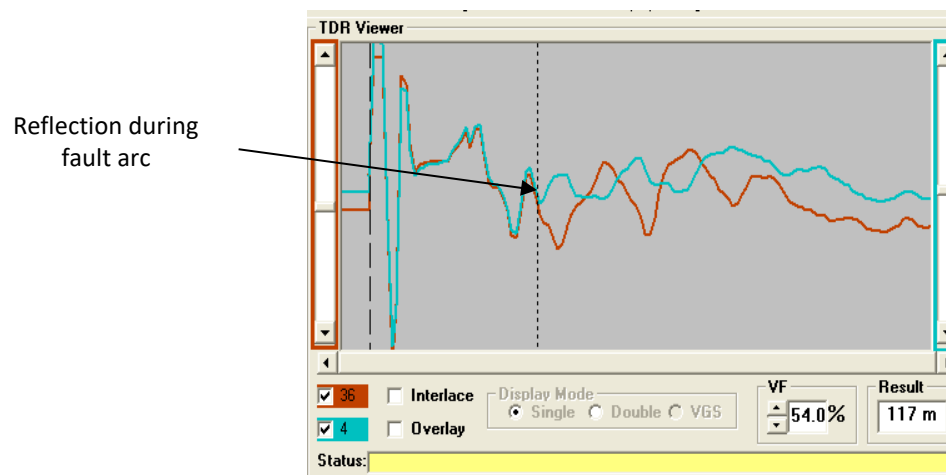 TDR Viewer
Reflection during
fault arc
36
Interlace
Display Mode
Single Double VGS
VF
54.0%
Result
117 m
4
Overlay
Status: